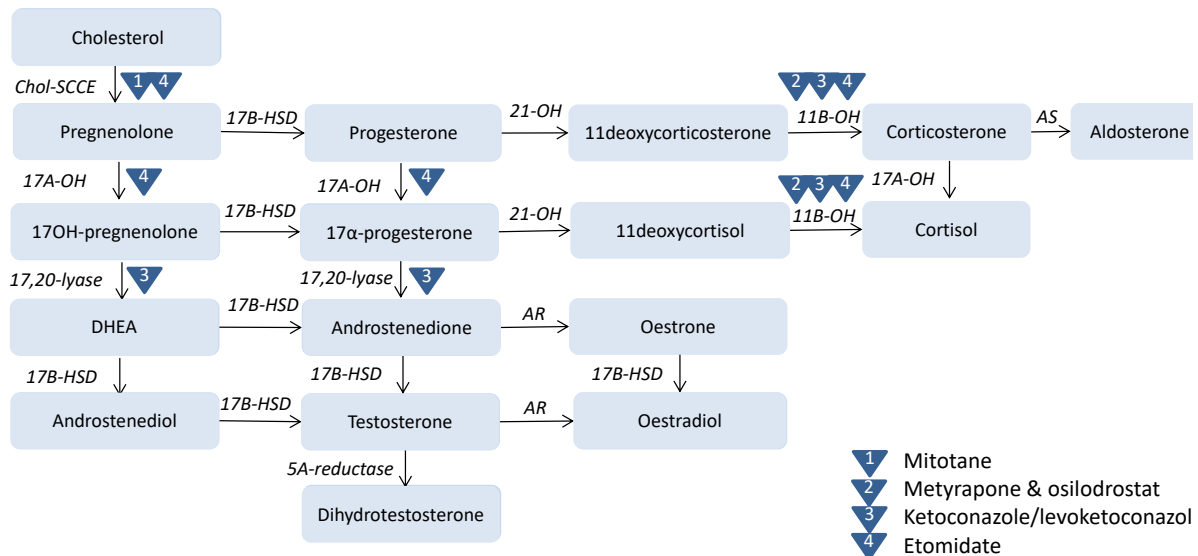 Cholesterol
Chol-SCCE 1 4
2 3 4
Pregnenolone 17B-HSD Progesterone 21-OH 11deoxycorticosterone 11B-OH Corticosterone AS Aldosterone
17A-OH 4 17A-OH 4 2 3 4 17A-OH
17OH-pregnenolone 17B-HSD 17α-progesterone 21-OH 11deoxycortisol 11B-OH Cortisol
17,20-lyase 3 17,20-lyase 3
DHEA 17B-HSD Androstenedione AR Oestrone
17B-HSD 17B-HSD 17B-HSD
Androstenediol 17B-HSD Testosterone AR Oestradiol
5A-reductase
Dihydrotestosterone
1 Mitotane
2 Metyrapone & osilodrostat
3 Ketoconazole/levoketoconazol
4 Etomidate